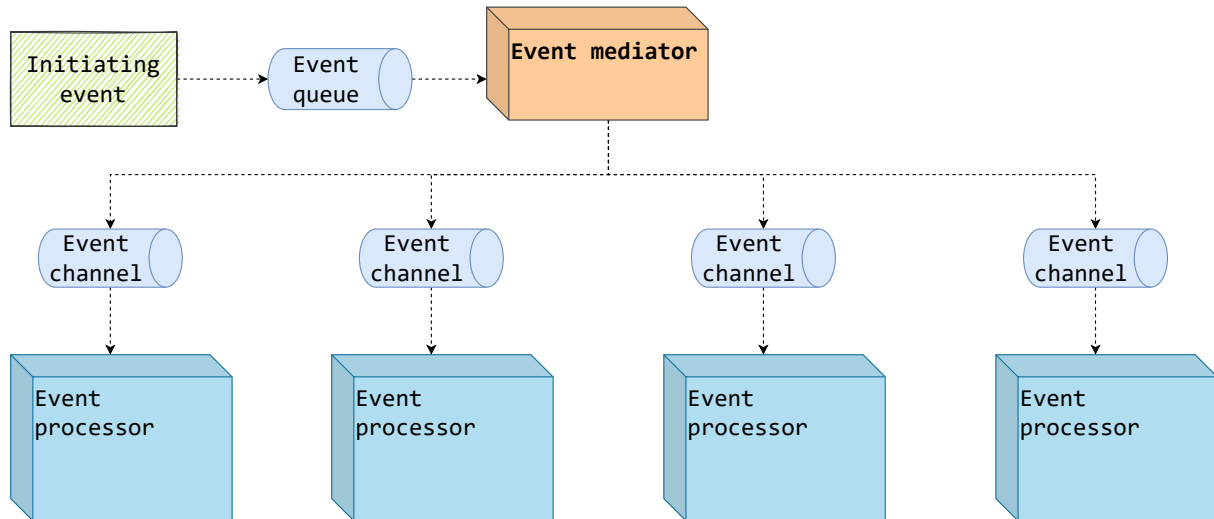 Initiating
event
Event
queue
Event mediator
Event
channel
Event
channel
Event
channel
Event
channel
Event
processor
Event
processor
Event
processor
Event
processor